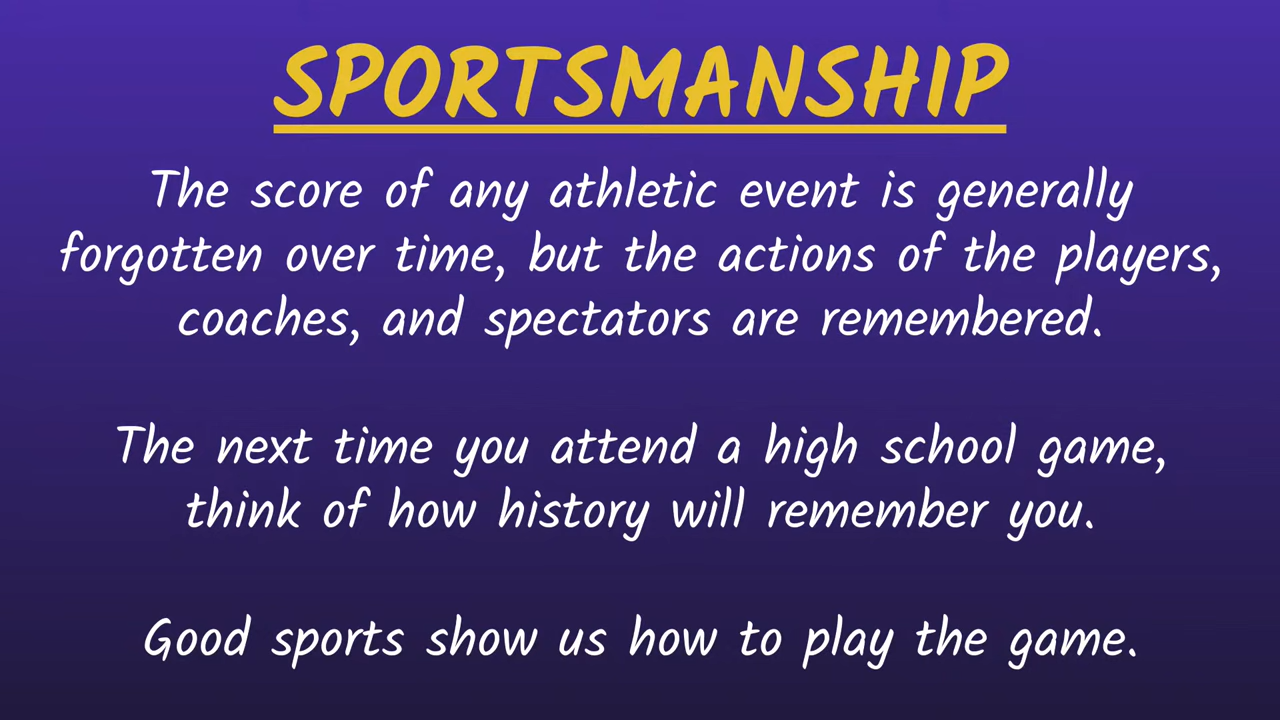 SPORTSMANSHIP
The score of any athletic event is generally
forgotten over time, but the actions of the players,
coaches, and spectators are remembered.
The next time you attend a high school game,
think of how history will remember you.
Good sports show us how to play the game.